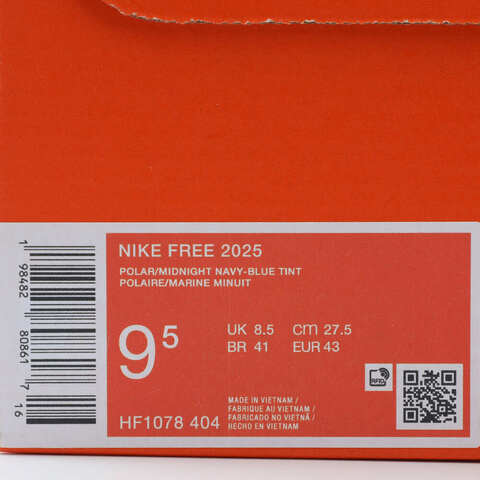 NIKE FREE 2025
POLAR/MIDNIGHT NAVY-BLUE TINT
POLAIRE/MARINE MINUIT
9 5
UK 8.5 cm 27.5
BR 41 EUR 43
RFID
MADE IN VIETNAM /
FABRIQUE AU VIETNAM /
FABRICADO NO VIETNÃ /
HECHO EN VIETNAM
HF1078 404
1 98482 80861 7 16